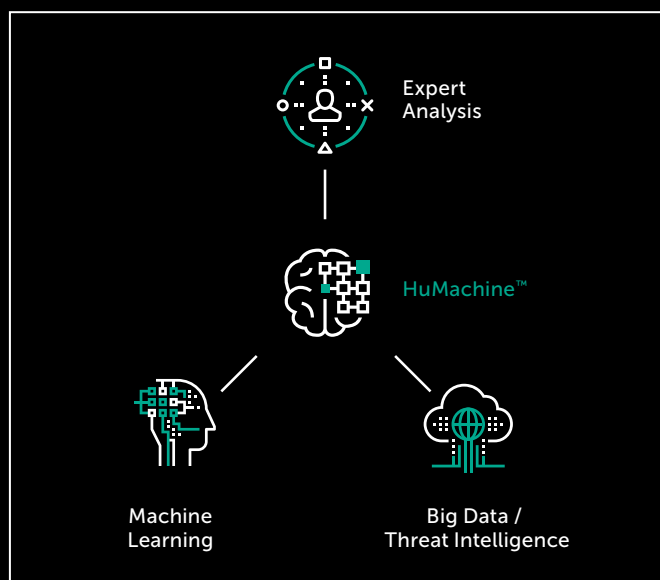 Expert
Analysis
HuMachine™
Machine
Learning
Big Data /
Threat Intelligence